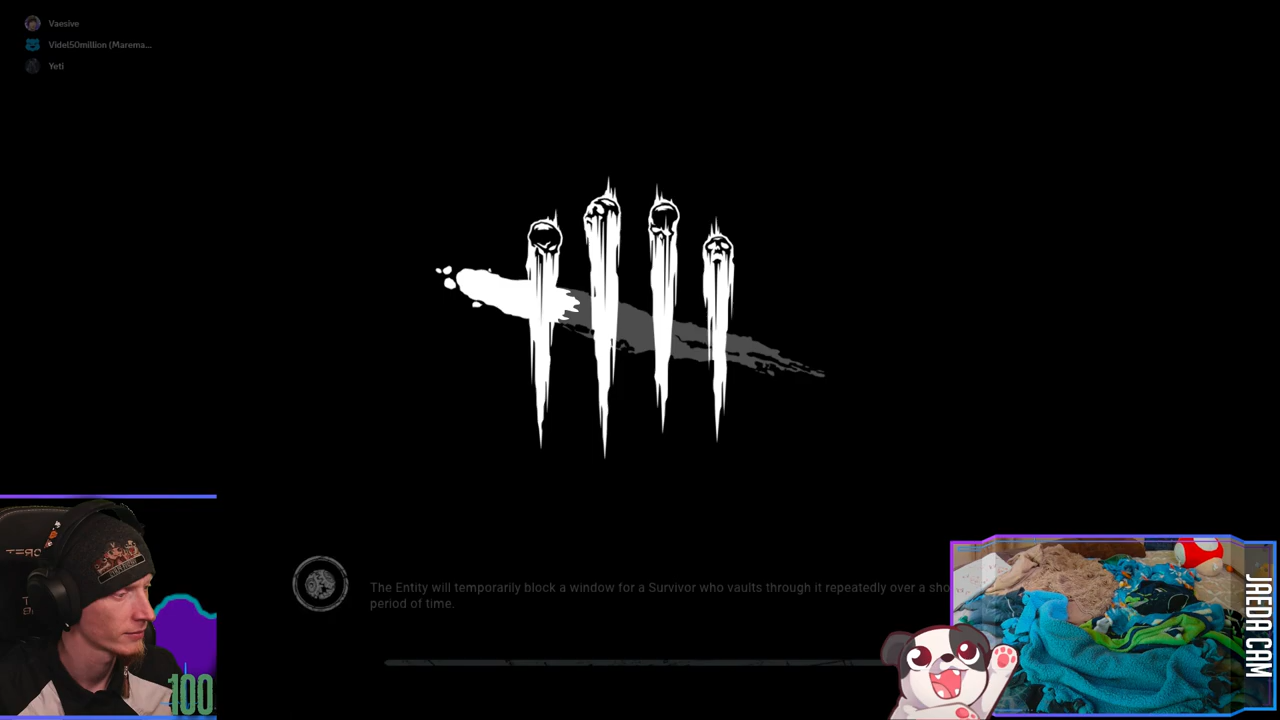 Vaesive
Videl50million (Marema...
Yeti
The Entity will temporarily block a window for a Survivor who vaults through it repeatedly over a sho
period of time.
100
JAEDA CAM